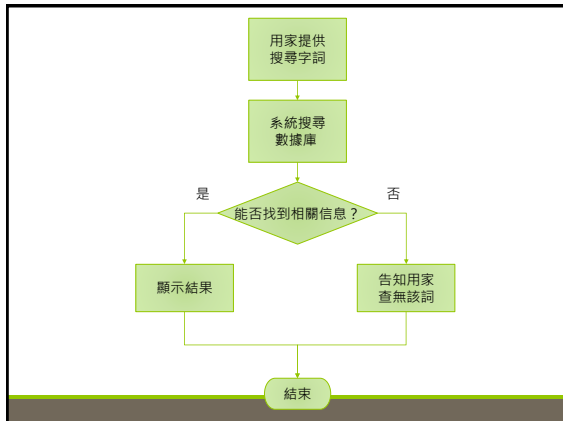 用家提供
搜尋字詞
系統搜尋
數據庫
是
否
能否找到相關信息？
顯示結果
告知用家
查無該詞
結束